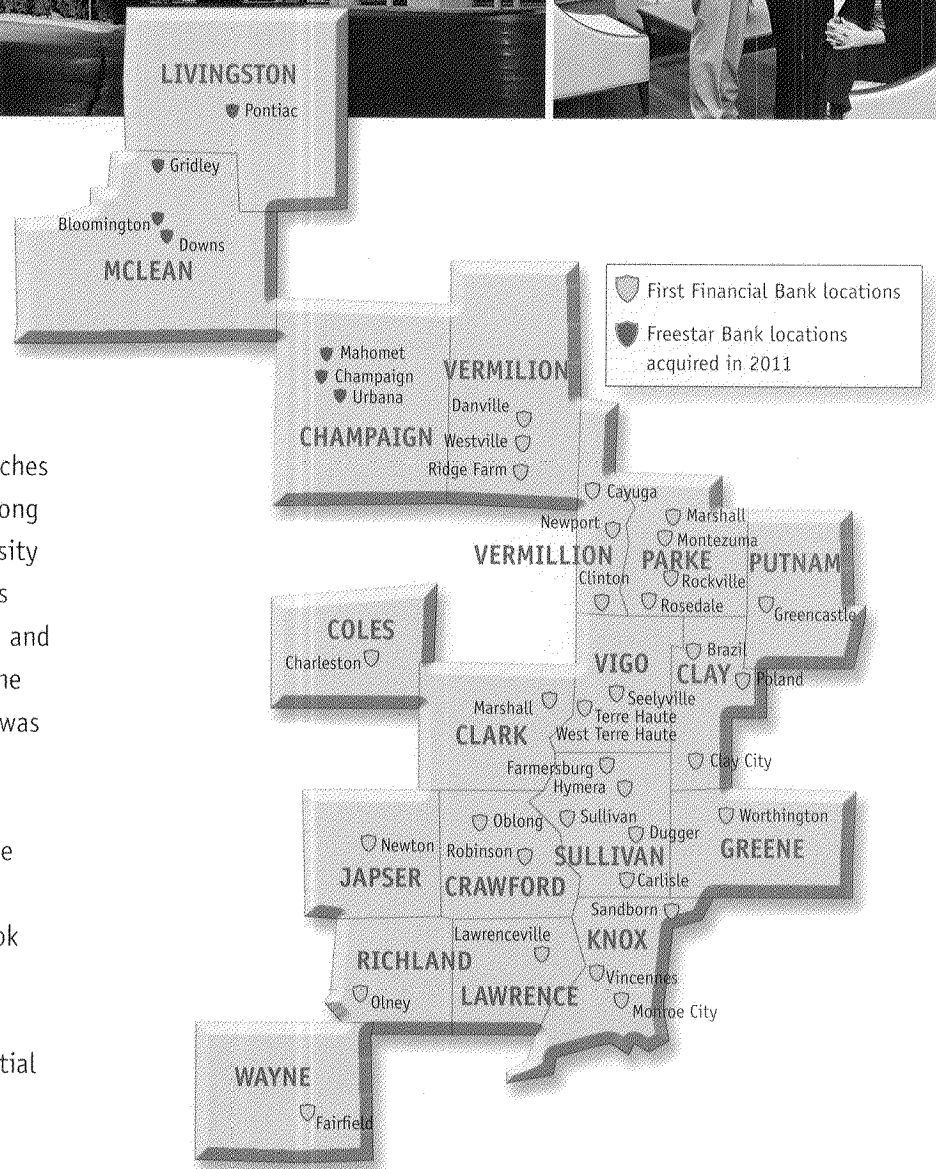 LIVINGSTON
Pontiac
Gridley
Bloomington
Downs
MCLEAN
First Financial Bank locations
Freestar Bank locations
acquired in 2011
Mahomet
Champaign
Urbana
CHAMPAIGN
VERMILION
Danville
Westville
Ridge Farm
ches
ong
sity
s
and
ne
was
e
ok
tial
Cayuga
Newport
VERMILLION
Clinton
Marshall
Montezuma
PARKE
Rockville
Rosedale
PUTNAM
Greencastle
COLES
Charleston
VIGO
Seelyville
Terre Haute
West Terre Haute
Brazil
CLAY
Poland
Clay City
Marshall
CLARK
Farmersburg
Hymera
Sullivan
Dugger
SULLIVAN
Carlisle
Worthington
GREENE
Newton
JAPSER
Oblong
Robinson
CRAWFORD
Sandborn
KNOX
Vincennes
Monroe City
Lawrenceville
LAWRENCE
RICHLAND
Olney
WAYNE
Fairfield